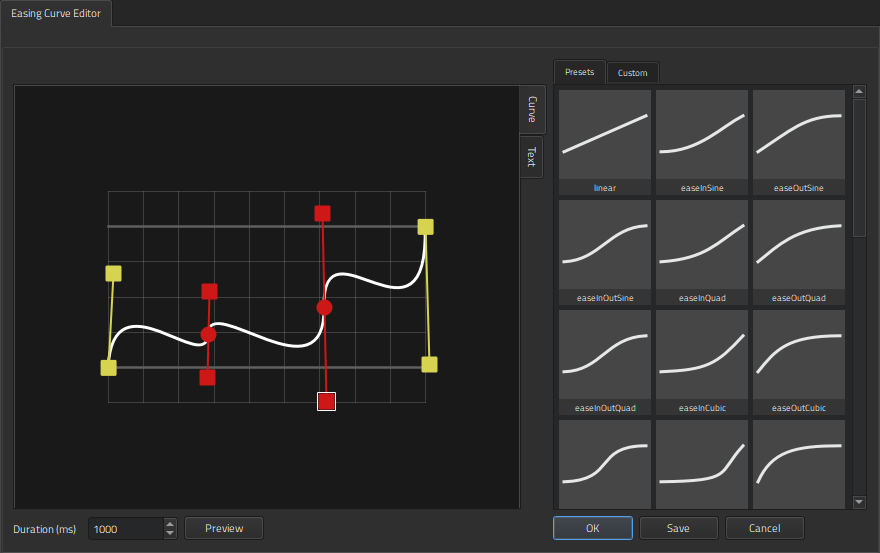 Easing Curve Editor
Presets
Custom
Curve
Text
linear
easeInSine
easeOutSine
easeInOutSine
easeInQuad
easeOutQuad
easeInOutQuad
easeInCubic
easeOutCubic
Duration (ms)
1000
Preview
OK
Save
Cancel